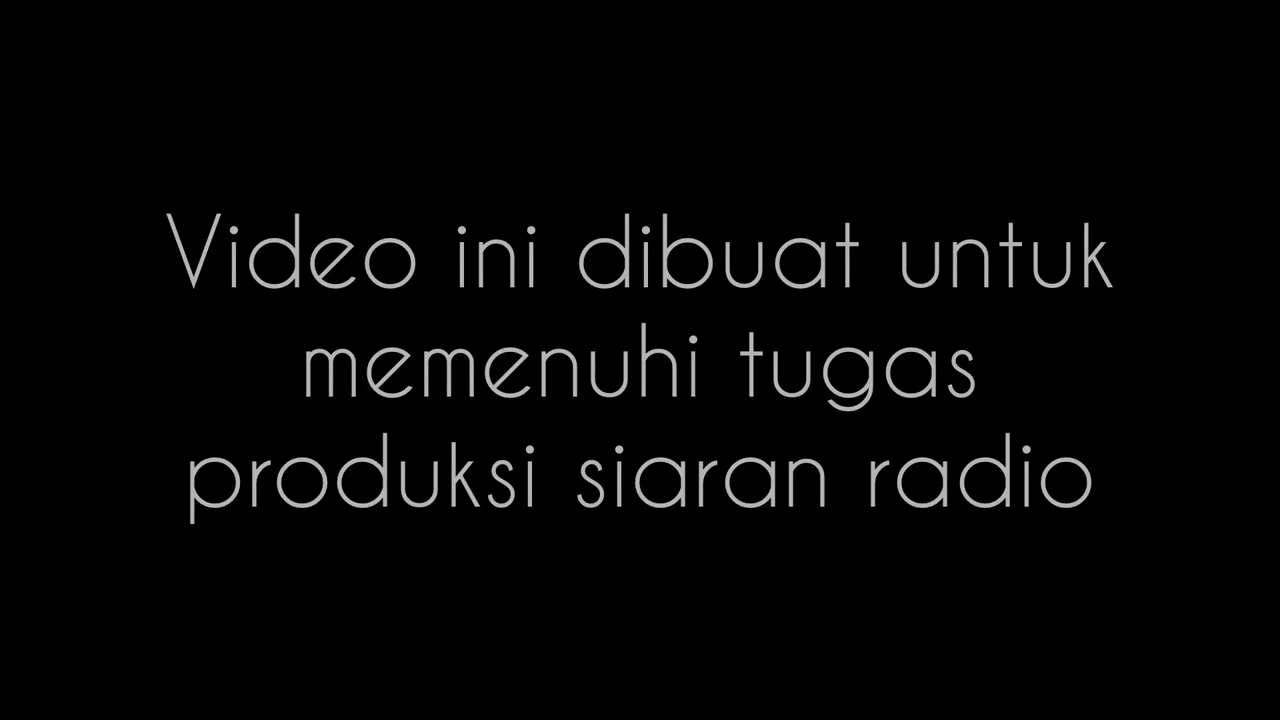 Video ini dibuat untuk
memenuhi tugas
produksi siaran radio